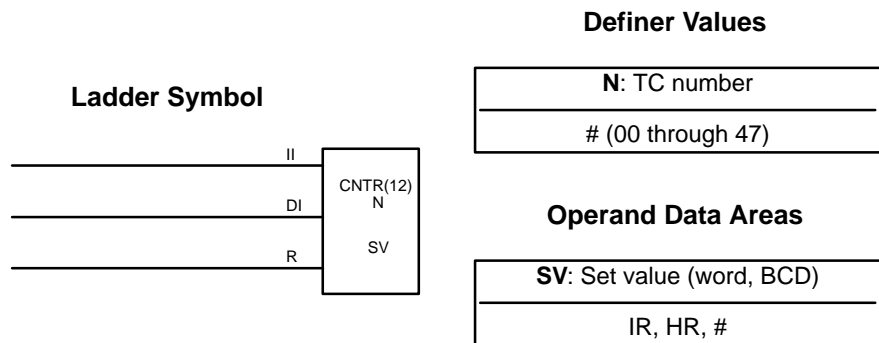 Ladder Symbol
II
DI
R
CNTR(12)
N
SV
Definer Values
N: TC number
# (00 through 47)
Operand Data Areas
SV: Set value (word, BCD)
IR, HR, #